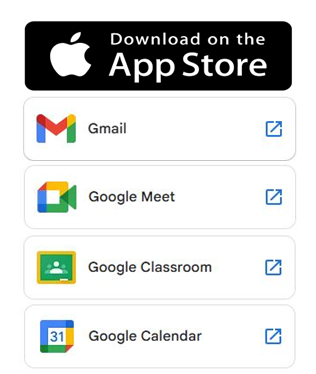 Download on the
App Store
Gmail
Google Meet
Google Classroom
31
Google Calendar